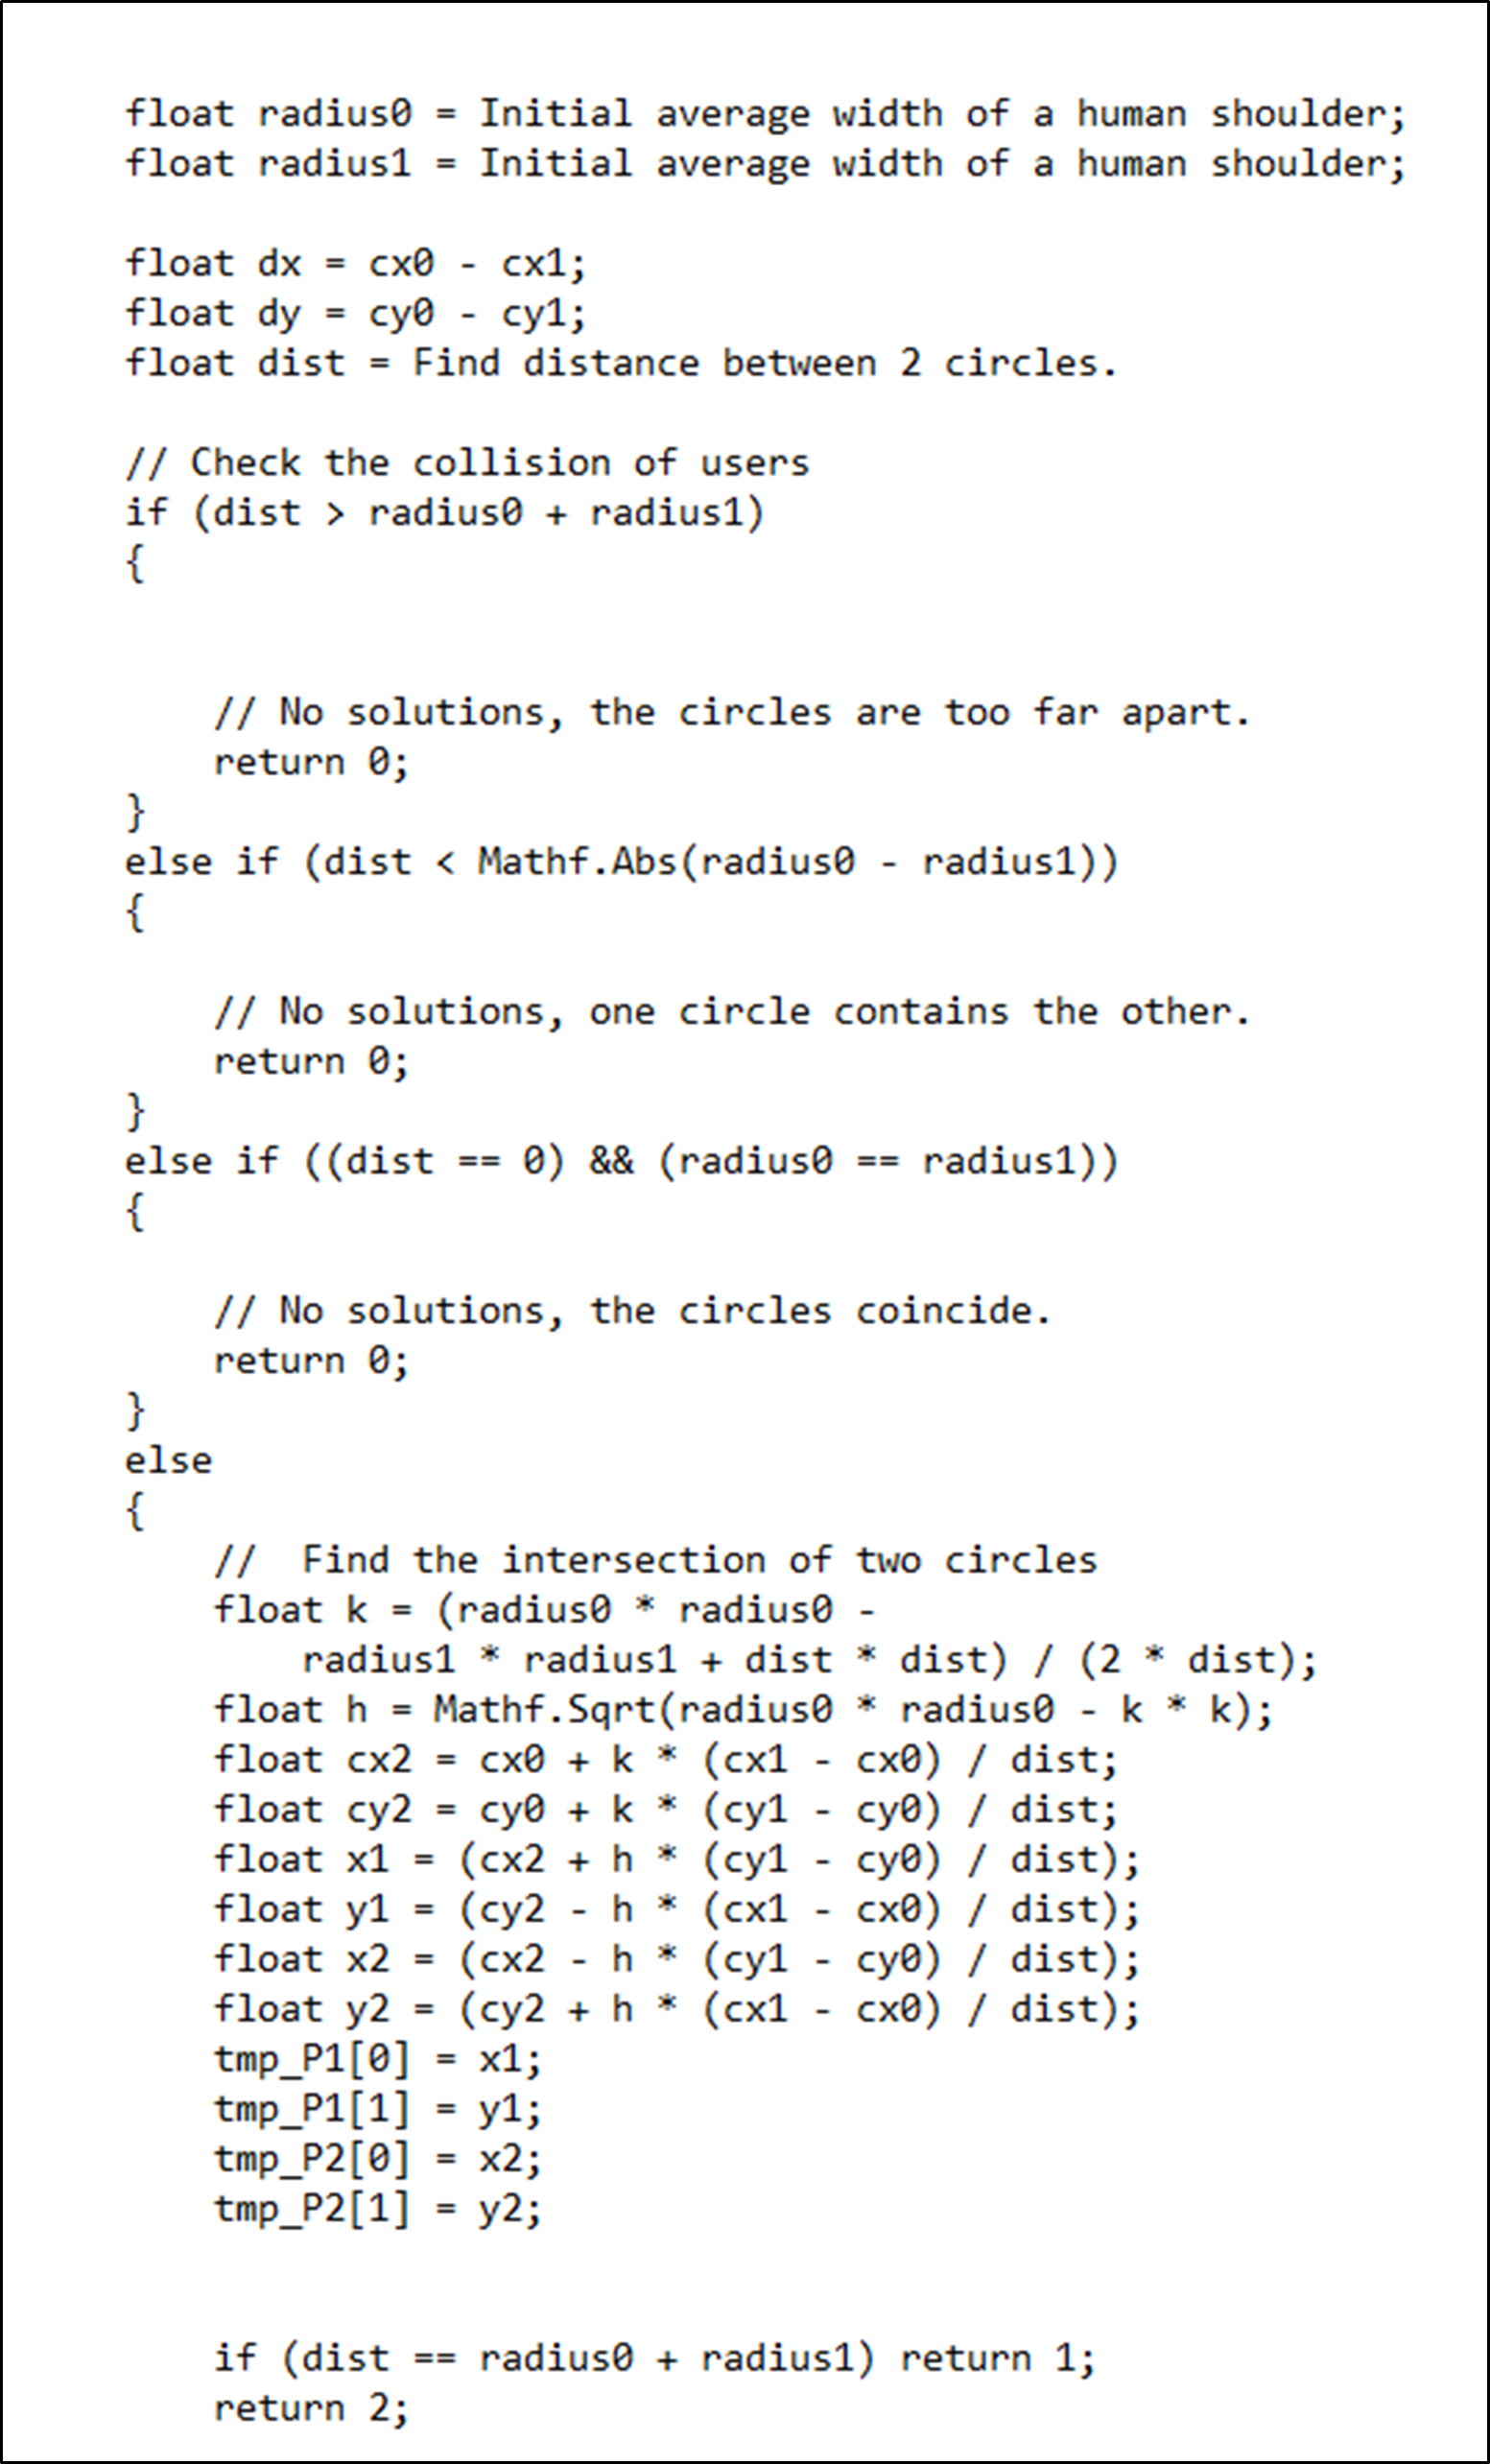 float radius0 = Initial average width of a human shoulder;
float radius1 = Initial average width of a human shoulder;
float dx = cx0 - cx1;
float dy = cy0 - cy1;
float dist = Find distance between 2 circles.
// Check the collision of users
if (dist > radius0 + radius1)
{
// No solutions, the circles are too far apart.
return 0;
}
else if (dist < Mathf.Abs(radius0 - radius1))
{
// No solutions, one circle contains the other.
return 0;
}
else if ((dist == 0) && (radius0 == radius1))
{
// No solutions, the circles coincide.
return 0;
}
else
{
//  Find the intersection of two circles
float k = (radius0 * radius0 -
radius1 * radius1 + dist * dist) / (2 * dist);
float h = Mathf.Sqrt(radius0 * radius0 - k * k);
float cx2 = cx0 + k * (cx1 - cx0) / dist;
float cy2 = cy0 + k * (cy1 - cy0) / dist;
float x1 = (cx2 + h * (cy1 - cy0) / dist);
float y1 = (cy2 - h * (cx1 - cx0) / dist);
float x2 = (cx2 - h * (cy1 - cy0) / dist);
float y2 = (cy2 + h * (cx1 - cx0) / dist);
tmp_P1[0] = x1;
tmp_P1[1] = y1;
tmp_P2[0] = x2;
tmp_P2[1] = y2;
if (dist == radius0 + radius1) return 1;
return 2;